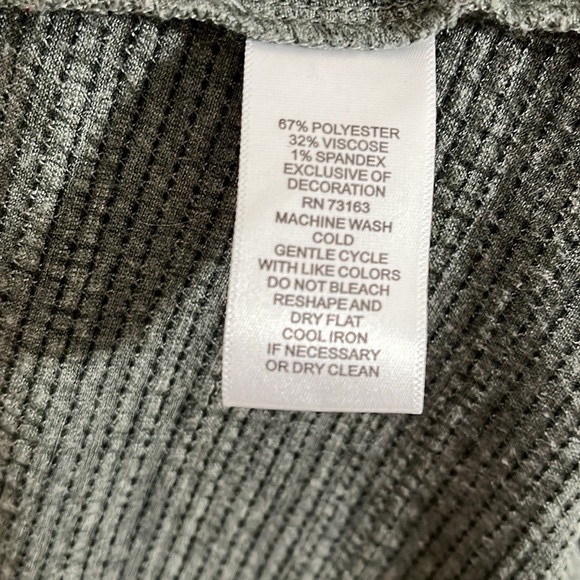 67% POLYESTER
32% VISCOSE
1% SPANDEX
EXCLUSIVE OF
DECORATION
RN 73163
MACHINE WASH
COLD
GENTLE CYCLE
WITH LIKE COLORS
DO NOT BLEACH
RESHAPE AND
DRY FLAT
COOL IRON
IF NECESSARY
OR DRY CLEAN